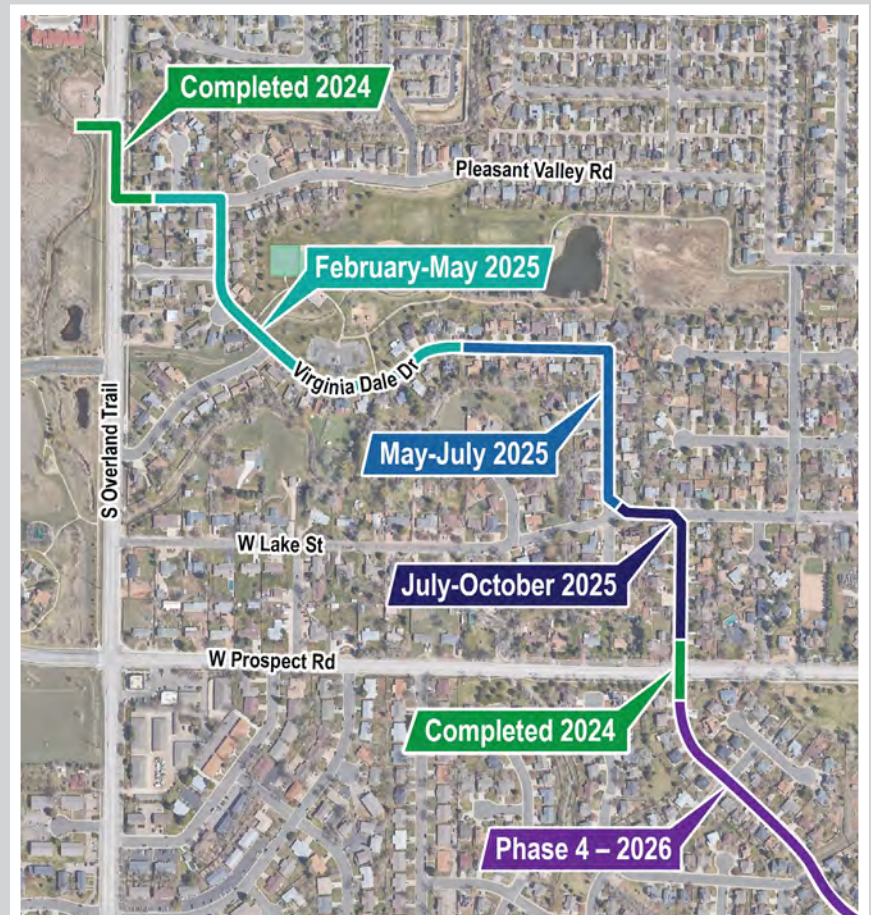 Completed 2024
Pleasant Valley Rd
February-May 2025
Virginia Dale Dr
S Overland Trail
May-July 2025
W Lake St
July-October 2025
W Prospect Rd
Completed 2024
Phase 4 – 2026